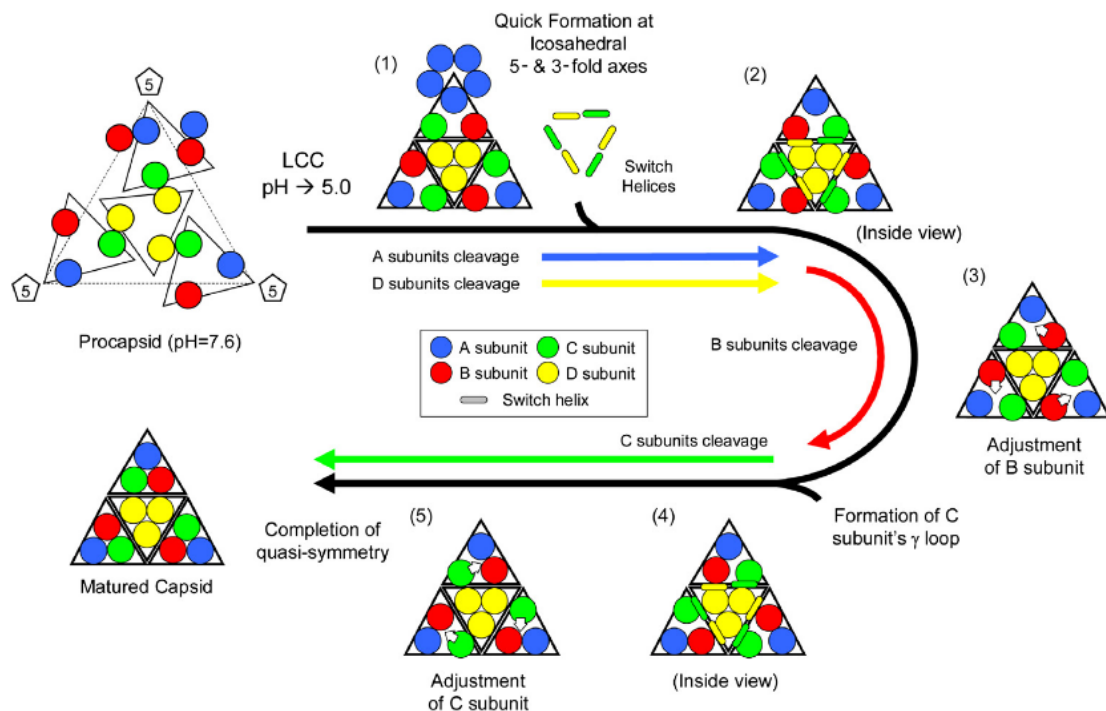 Quick Formation at
Icosahedral
5- & 3-fold axes
(1)
(2)
5
LCC
pH → 5.0
Switch
Helices
5
5
(Inside view)
Procapsid (pH=7.6)
A subunits cleavage
D subunits cleavage
(3)
A subunit
C subunit
B subunit
D subunit
Switch helix
B subunits cleavage
C subunits cleavage
Adjustment
of B subunit
Matured Capsid
Completion of
quasi-symmetry
(5)
(4)
Formation of C
subunit's γ loop
Adjustment
of C subunit
(Inside view)